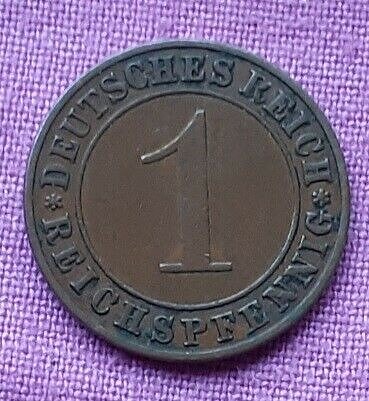 DEUTSCHES REICH
1
* REICHSPFENNIG *